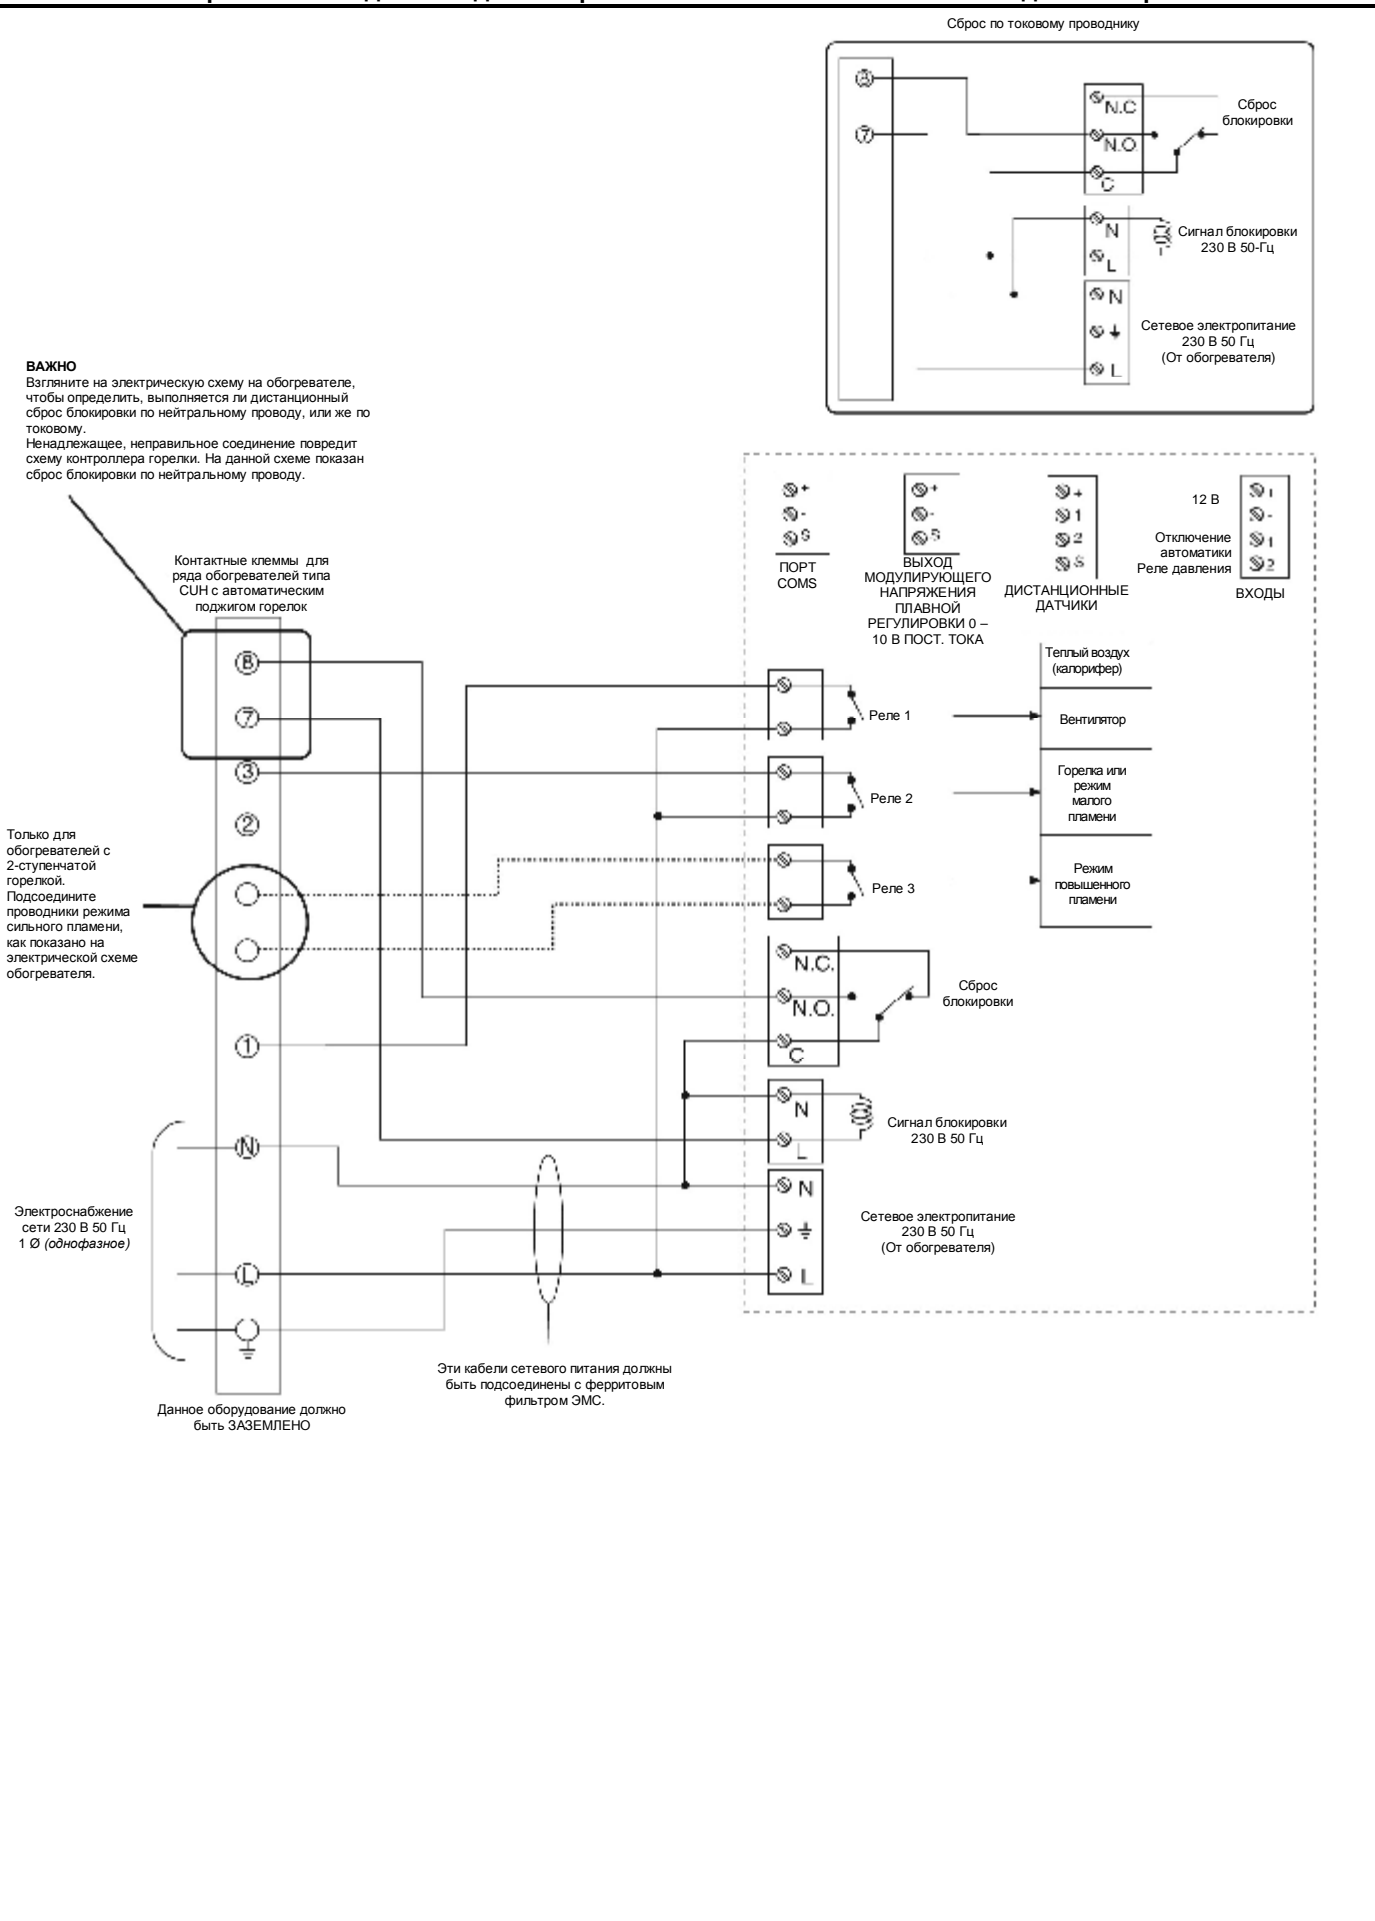 Сброс по токовому проводнику
8
7
N.C
N.O.
C
Сброс
блокировки
N
L
Сигнал блокировки
230 В 50-Гц
N
L
Сетевое электропитание
230 В 50 Гц
(От обогревателя)
ВАЖНО
Взгляните на электрическую схему на обогревателе,
чтобы определить, выполняется ли дистанционный
сброс блокировки по нейтральному проводу, или же по
токовому.
Ненадлежащее, неправильное соединение повредит
схему контроллера горелки. На данной схеме показан
сброс блокировки по нейтральному проводу.
Контактные клеммы для
ряда обогревателей типа
CUH с автоматическим
поджигом горелок
+
-
S
ПОРТ
COMS
+
-
S
ВЫХОД
МОДУЛИРУЮЩЕГО
НАПРЯЖЕНИЯ
ПЛАВНОЙ
РЕГУЛИРОВКИ 0 –
10 В ПОСТ. ТОКА
+
1
2
S
ДИСТАНЦИОННЫЕ
ДАТЧИКИ
12 В
Отключение
автоматики
Реле давления
-
1
2
ВХОДЫ
8
7
3
2
1
N
L
Только для
обогревателей с
2-ступенчатой
горелкой.
Подсоедините
проводники режима
сильного пламени,
как показано на
электрической схеме
обогревателя.
Реле 1
Реле 2
Реле 3
Теплый воздух
(калорифер)
Вентилятор
Горелка или
режим
малого
пламени
Режим
повышенного
пламени
N.C.
N.O.
C
Сброс
блокировки
N
L
Сигнал блокировки
230 В 50 Гц
N
L
Сетевое электропитание
230 В 50 Гц
(От обогревателя)
Электроснабжение
сети 230 В 50 Гц
1 Ø (однофазное)
Эти кабели сетевого питания должны
быть подсоединены с ферритовым
фильтром ЭМС.
Данное оборудование должно
быть ЗАЗЕМЛЕНО